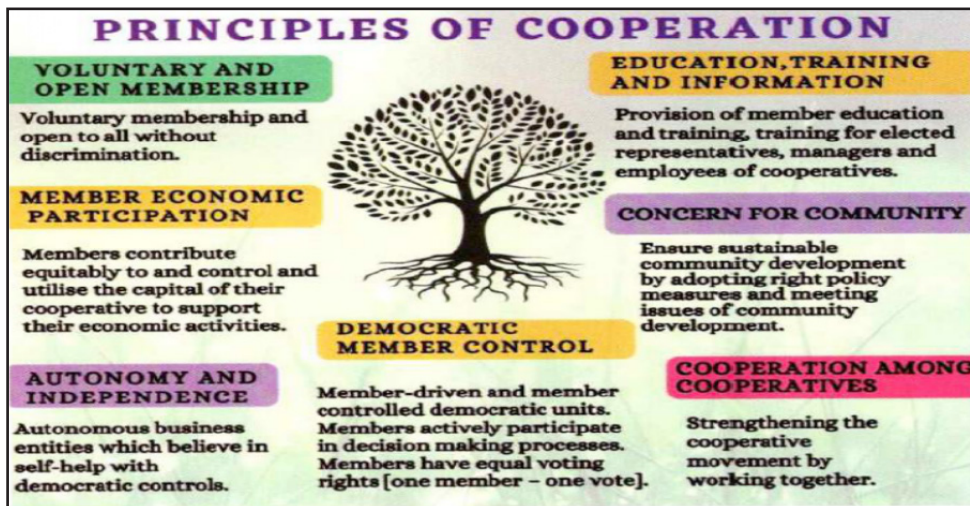 PRINCIPLES OF COOPERATION
VOLUNTARY AND
OPEN MEMBERSHIP
Voluntary membership and
open to all without
discrimination.
MEMBER ECONOMIC
PARTICIPATION
Members contribute
equitably to and control and
utilise the capital of their
cooperative to support
their economic activities.
AUTONOMY AND
INDEPENDENCE
Autonomous business
entities which believe in
self-help with
democratic controls.
DEMOCRATIC
MEMBER CONTROL
Member-driven and member
controlled democratic units.
Members actively participate
in decision making processes.
Members have equal voting
rights [one member – one vote].
EDUCATION,TRAINING
AND INFORMATION
Provision of member education
and training, training for elected
representatives, managers and
employees of cooperatives.
CONCERN FOR COMMUNITY
Ensure sustainable
community development
by adopting right policy
measures and meeting
issues of community
development.
COOPERATION AMONG
COOPERATIVES
Strengthening the
cooperative
movement by
working together.